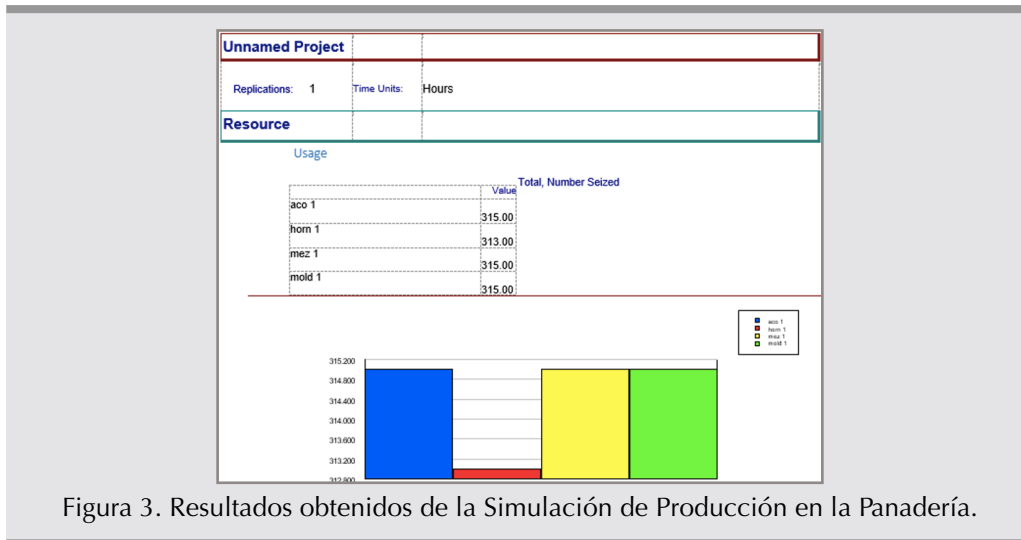 Unnamed Project
Replications: 1 Time Units: Hours
Resource
Usage
Total, Number Seized
Value
aco 1
315.00
horn 1
313.00
mez 1
315.00
mold 1
315.00
aco 1
horn 1
mez 1
mold 1
315.200
314.800
314.400
314.000
313.600
313.200
312.800
Figura 3. Resultados obtenidos de la Simulación de Producción en la Panadería.